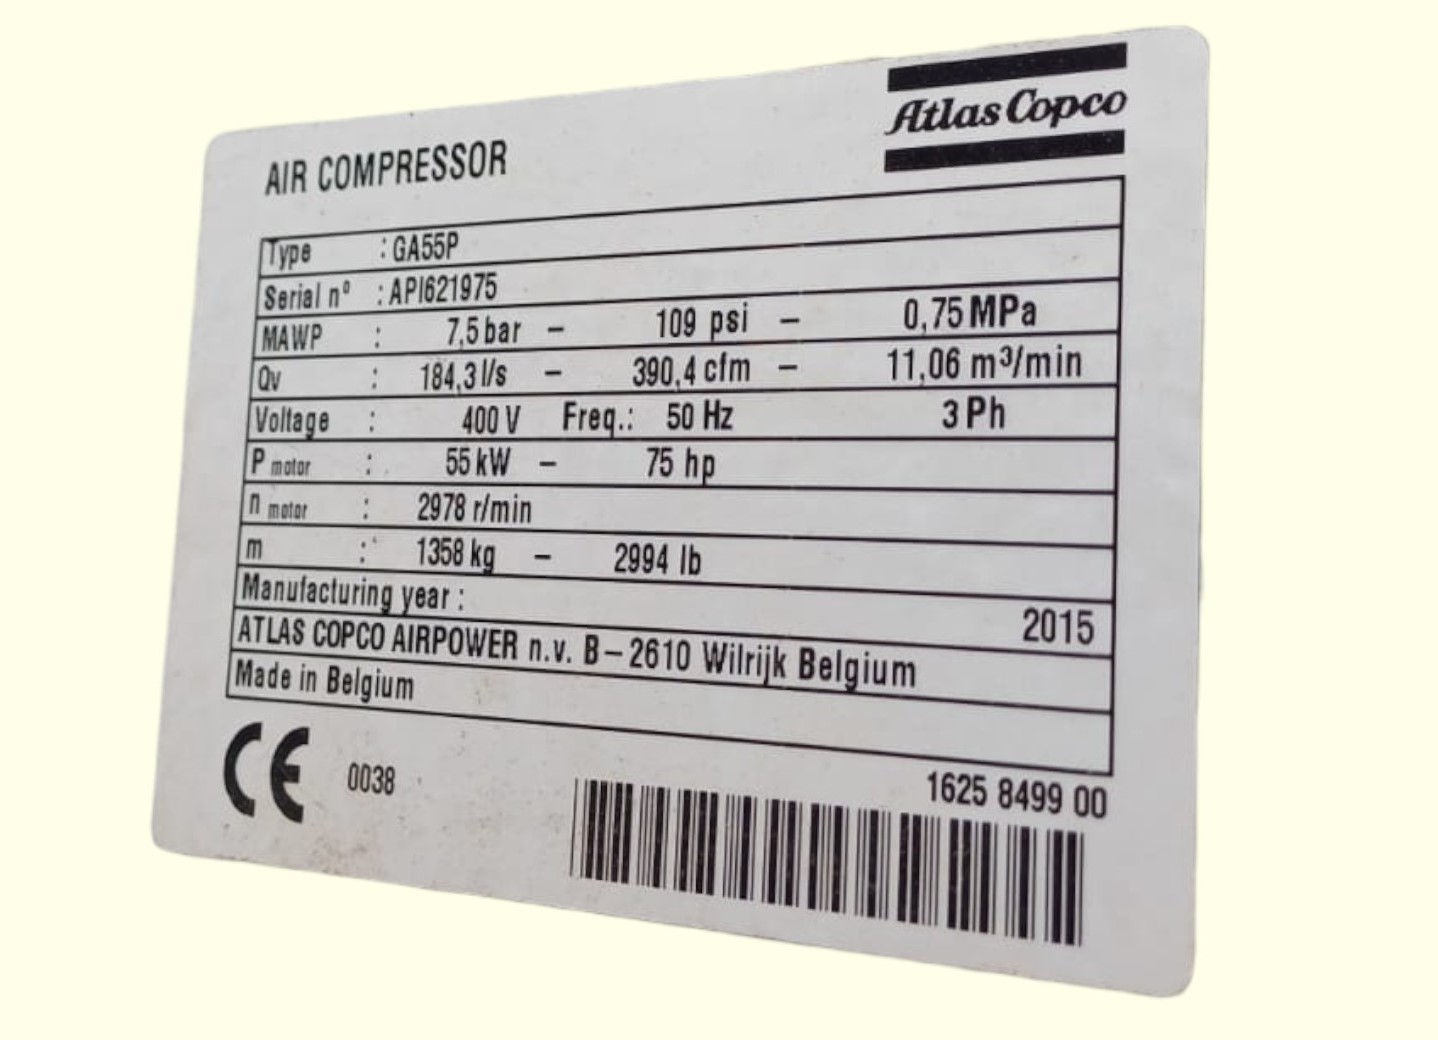 Atlas Copco
AIR COMPRESSOR
Type : GA55P
Serial nº : API621975
MAWP : 7,5 bar – 109 psi – 0,75 MPa
Qv : 184,3 l/s – 390,4 cfm – 11,06 m³/min
Voltage : 400 V Freq.: 50 Hz 3 Ph
P motor : 55 kW – 75 hp
n motor : 2978 r/min
m : 1358 kg – 2994 lb
Manufacturing year : 2015
ATLAS COPCO AIRPOWER n.v. B – 2610 Wilrijk Belgium
Made in Belgium
CE 0038
1625 8499 00